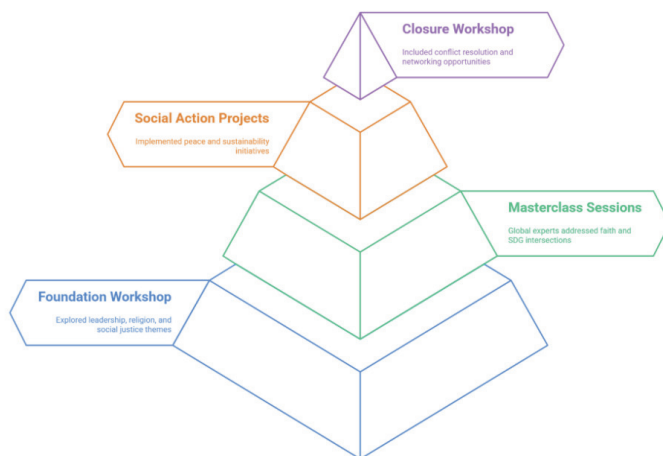 Closure Workshop
Included conflict resolution and
networking opportunities
Social Action Projects
Implemented peace and sustainability
initiatives
Masterclass Sessions
Global experts addressed faith and
SDG intersections
Foundation Workshop
Explored leadership, religion, and
social justice themes